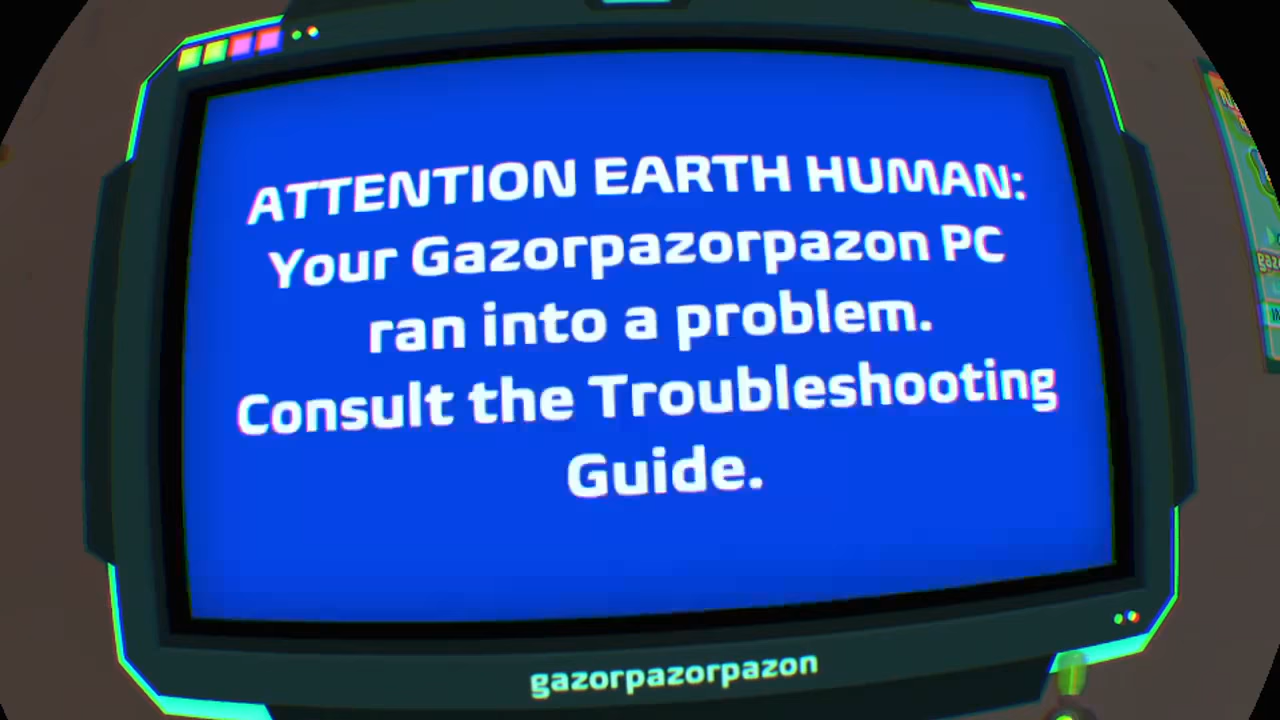 ATTENTION EARTH HUMAN:
Your Gazorpazorpazon PC
ran into a problem.
Consult the Troubleshooting
Guide.
gazorpazorpazon